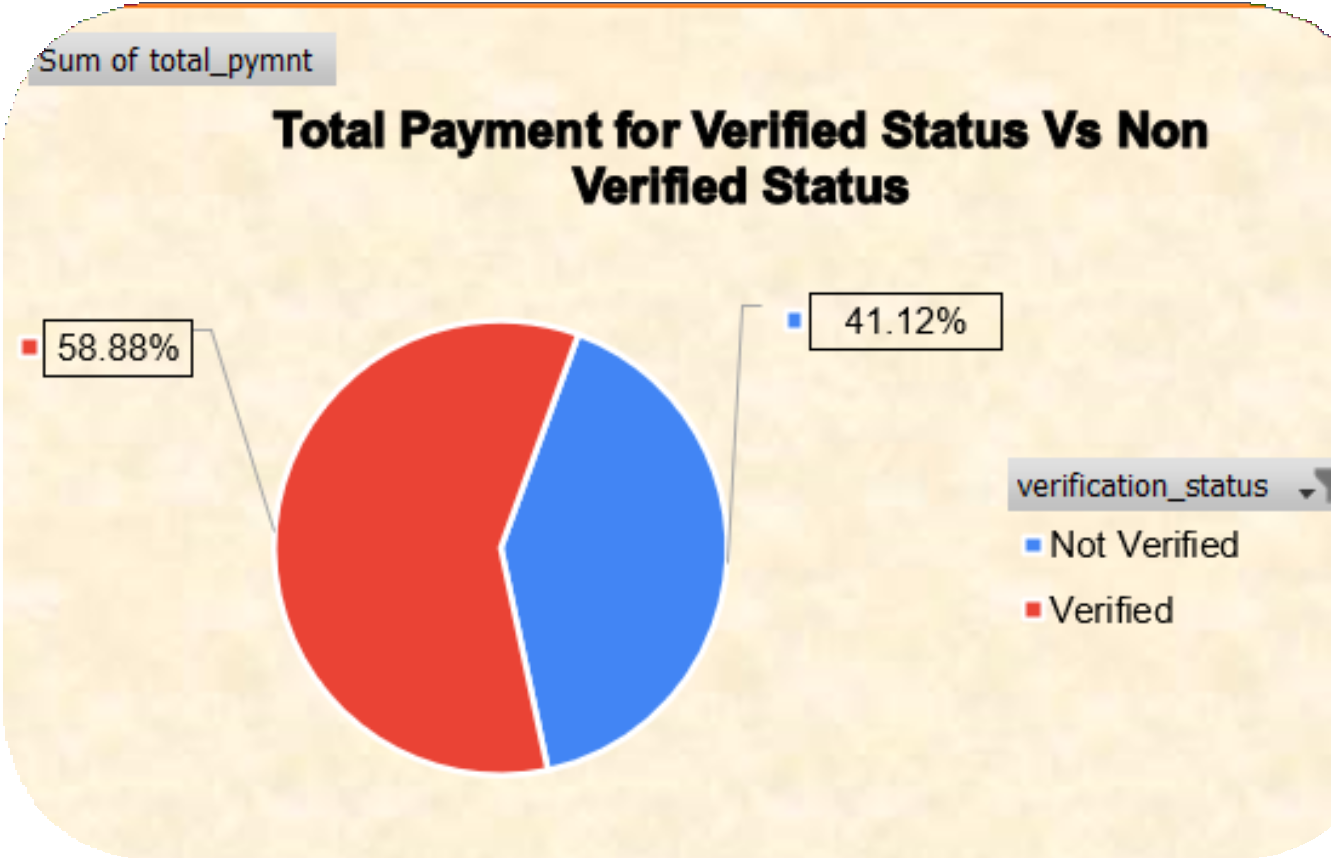 Sum of total_pymnt
Total Payment for Verified Status Vs Non
Verified Status
58.88%
41.12%
verification_status
Not Verified
Verified